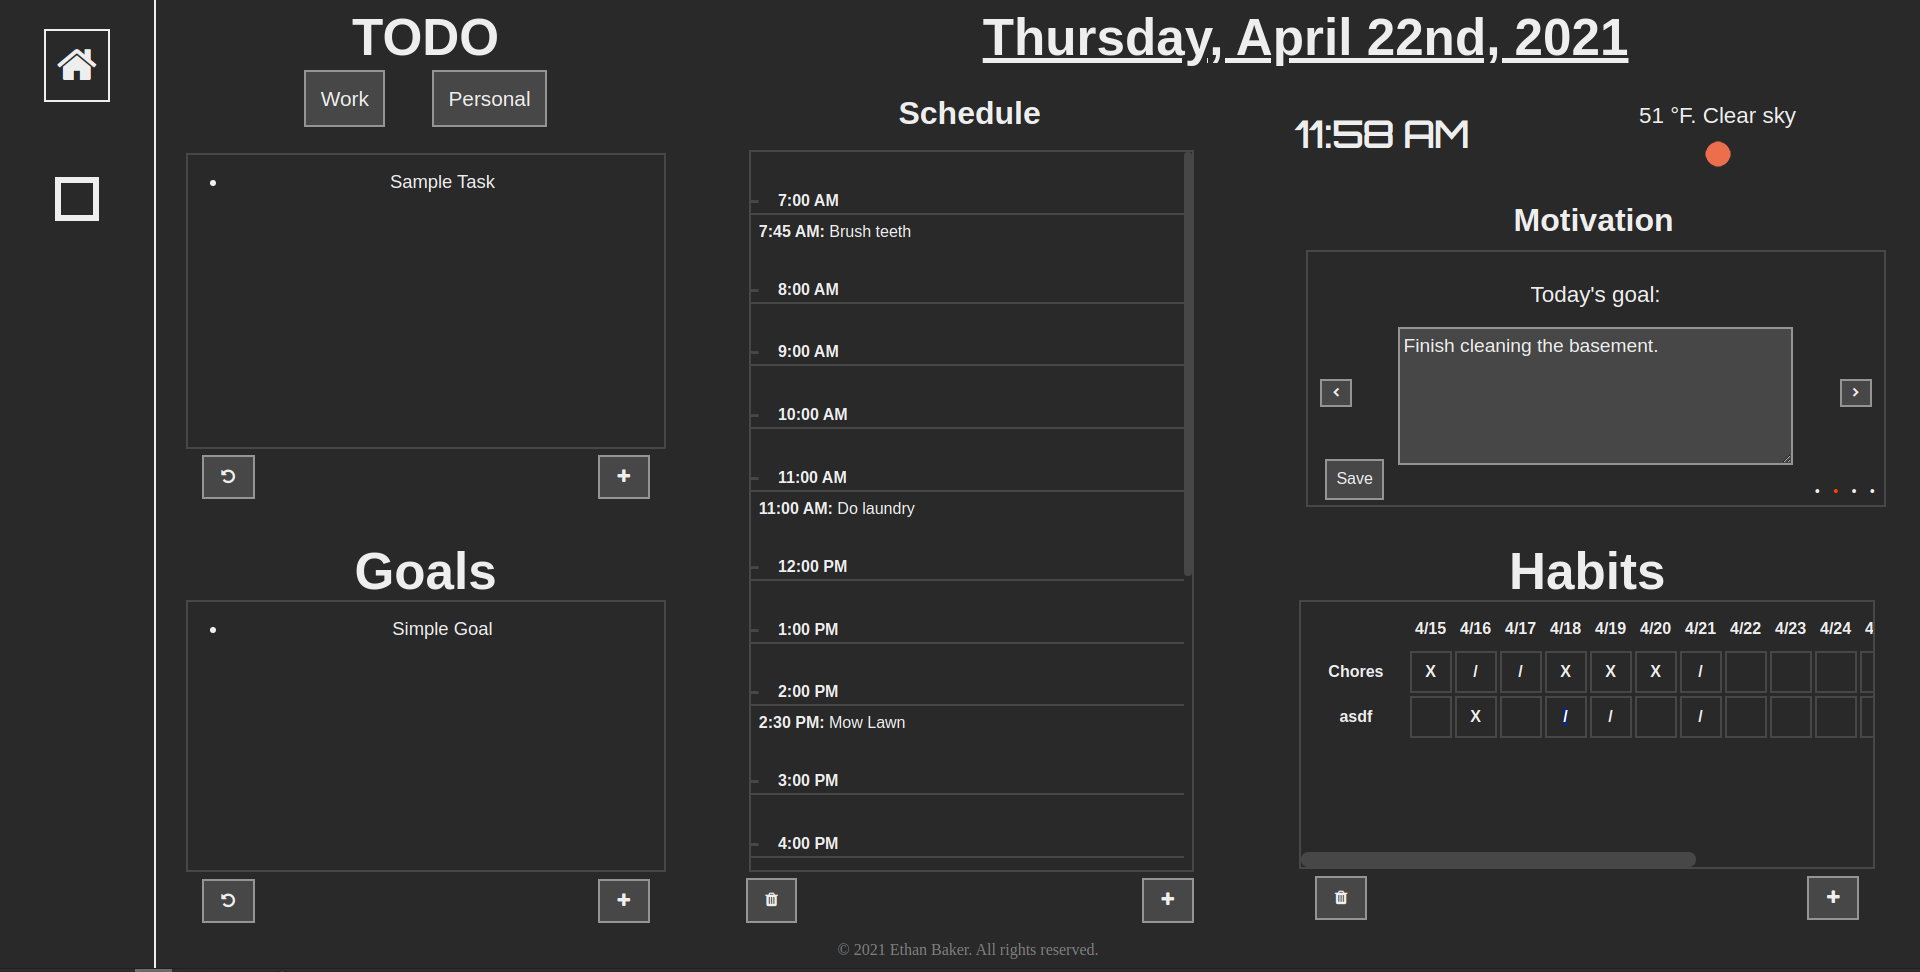 TODO
Work
Personal
• Sample Task
Goals
• Simple Goal
Thursday, April 22nd, 2021
Schedule
7:00 AM
7:45 AM: Brush teeth
8:00 AM
9:00 AM
10:00 AM
11:00 AM
11:00 AM: Do laundry
12:00 PM
1:00 PM
2:00 PM
2:30 PM: Mow Lawn
3:00 PM
4:00 PM
11:58 AM
51 °F. Clear sky
Motivation
Today's goal:
Finish cleaning the basement.
Save
Habits
4/15 4/16 4/17 4/18 4/19 4/20 4/21 4/22 4/23 4/24 4
Chores X / / X X X /
asdf X / / /
© 2021 Ethan Baker. All rights reserved.